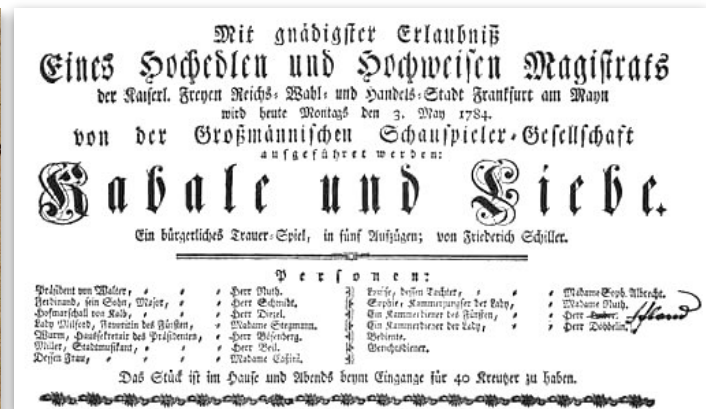 Mit gnädigster Erlaubniß
Eines Hochedlen und Hochweisen Magistrats
der Kaiserl. Freyen Reichs- Wahl- und Handels-Stadt Frankfurt am Mayn
wird heute Montags den 3. May 1784.
von der Großmännischen Schauspieler-Gesellschaft
aufgeführet werden:
Kabale und Liebe.
Ein bürgerliches Trauer-Spiel, in fünf Aufzügen; von Friederich Schiller.
Personen:
Präsident von Walter, Herr Ruth.
Ferdinand, sein Sohn, Major, Herr Schmidt.
Hofmarschall von Kalb, Herr Diezel.
Lady Milford, Favoritin des Fürsten, Madame Stegmann.
Wurm, Haussekretair des Präsidenten, Herr Bösenberg.
Miller, Stadtmusikant, Herr Beil.
Dessen Frau, Madame
Louise, dessen Tochter, Madame Soph. Albrecht.
Sophie, Kammerjungfer der Lady, Madame Ruth.
Ein Kammerdiener des Fürsten, Herr Iffland
Ein Kammerdiener der Lady, Herr Döbbelin.
Bediente.
Gerichtsdiener.
Das Stück ist im Hause und Abends beym Eingange für 40 Kreutzer zu haben.